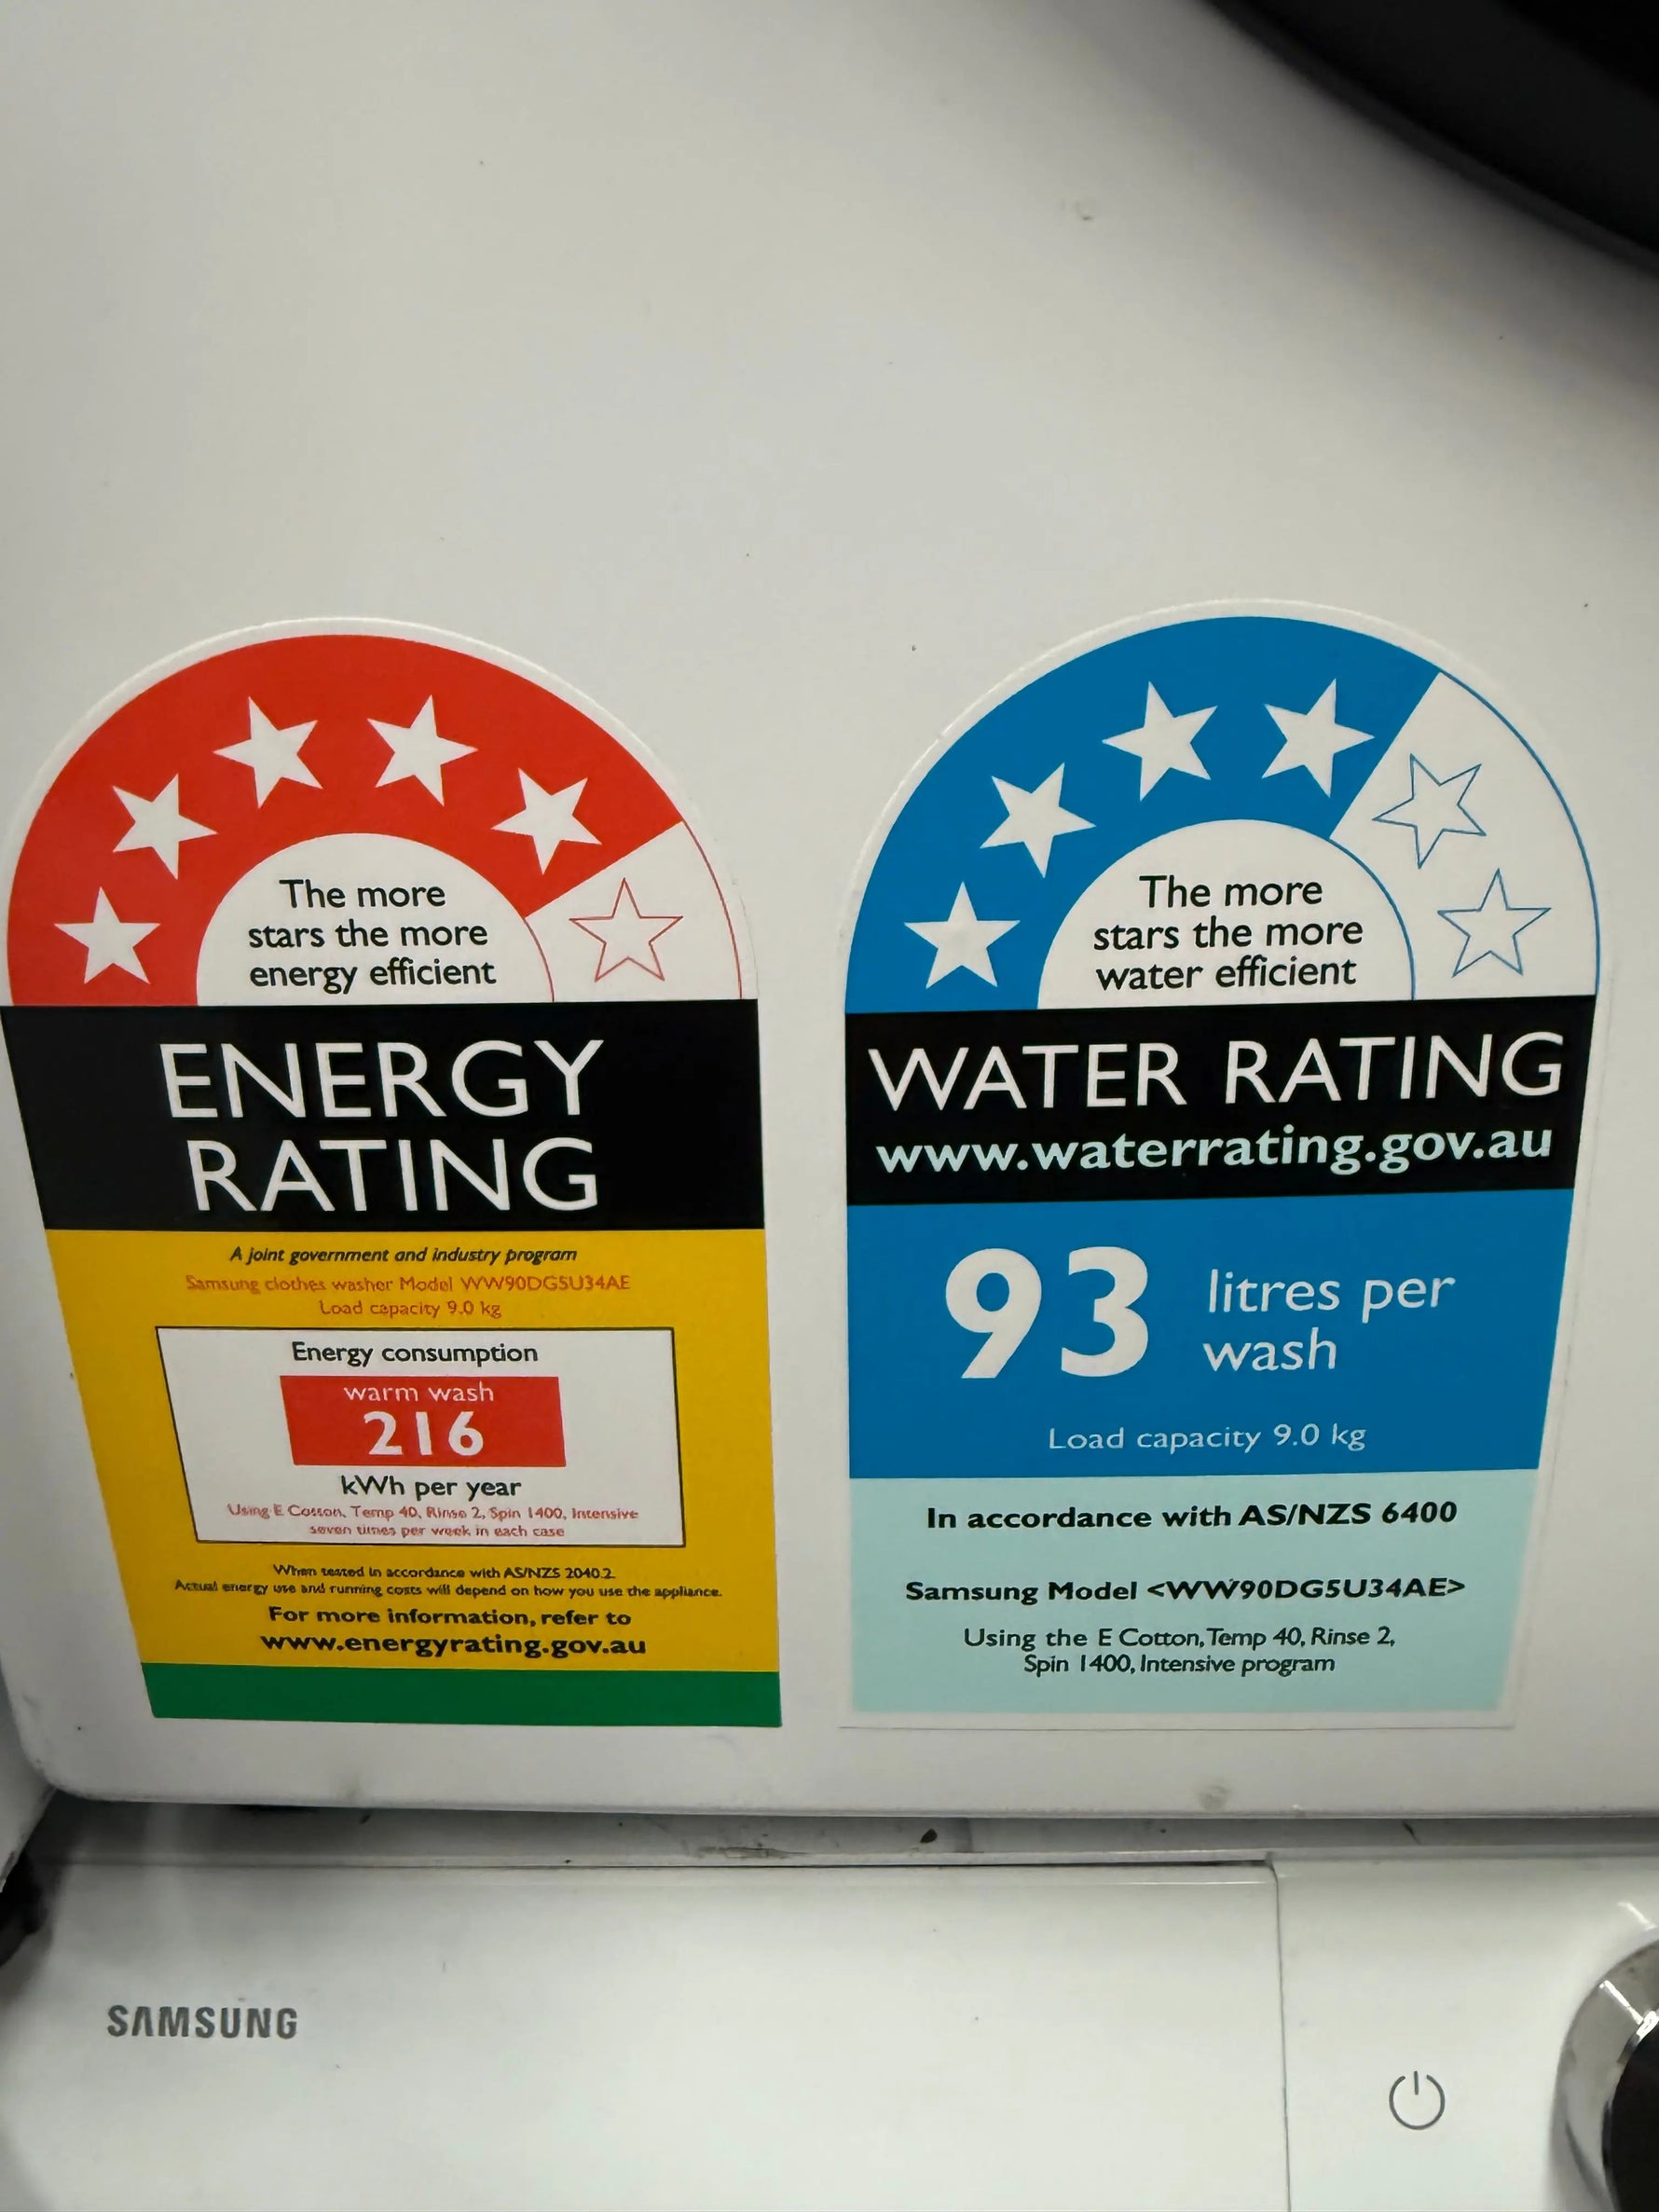 The more
stars the more
energy efficient
ENERGY
RATING
A joint government and industry program
Samsung clothes washer Model WW90DG5U34AE
Load capacity 9.0 kg
Energy consumption
warm wash
216
kWh per year
Using E Cotton, Temp 40, Rinse 2, Spin 1400, Intensive
seven times per week in each case
When tested in accordance with AS/NZS 2040.2.
Actual energy use and running costs will depend on how you use the appliance.
For more information, refer to
www.energyrating.gov.au
The more
stars the more
water efficient
WATER RATING
www.waterrating.gov.au
93 litres per
wash
Load capacity 9.0 kg
In accordance with AS/NZS 6400
Samsung Model <WW90DG5U34AE>
Using the E Cotton, Temp 40, Rinse 2,
Spin 1400, Intensive program
SAMSUNG